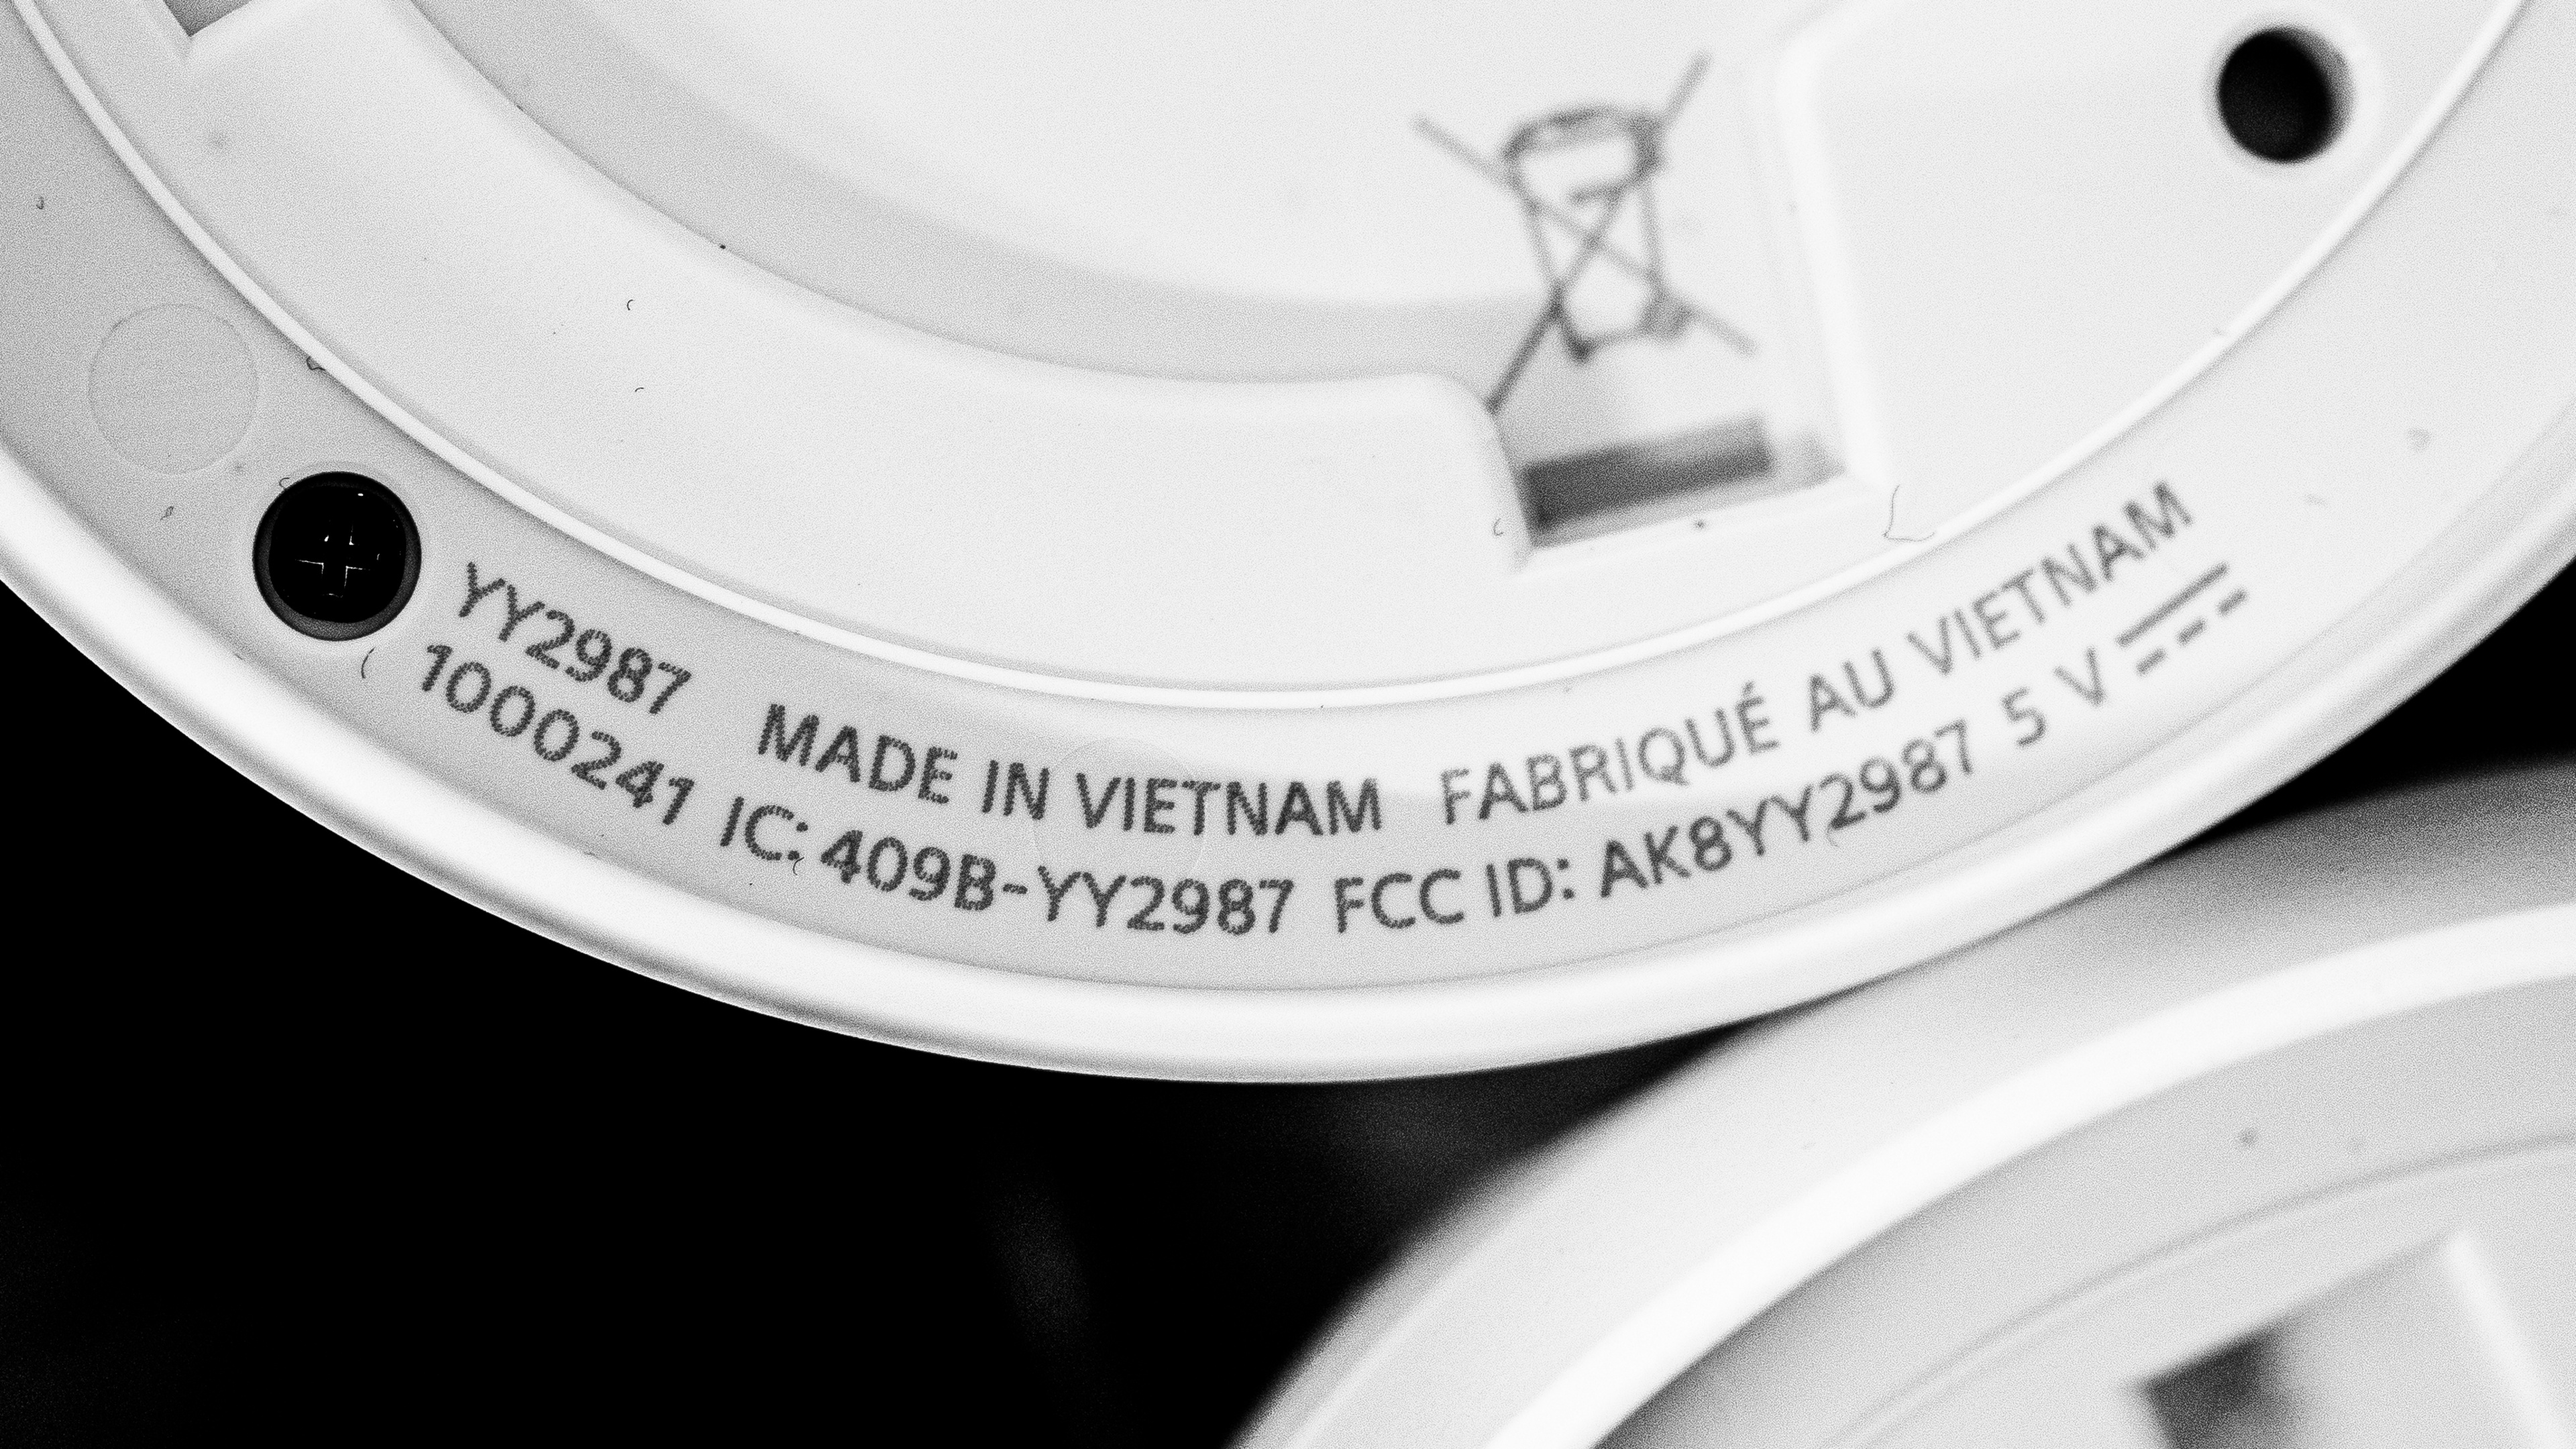 YY2987 MADE IN VIETNAM FABRIQUÉ AU VIETNAM
1000241 IC: 409B-YY2987 FCC ID: AK8YY2987 5 V ⎓